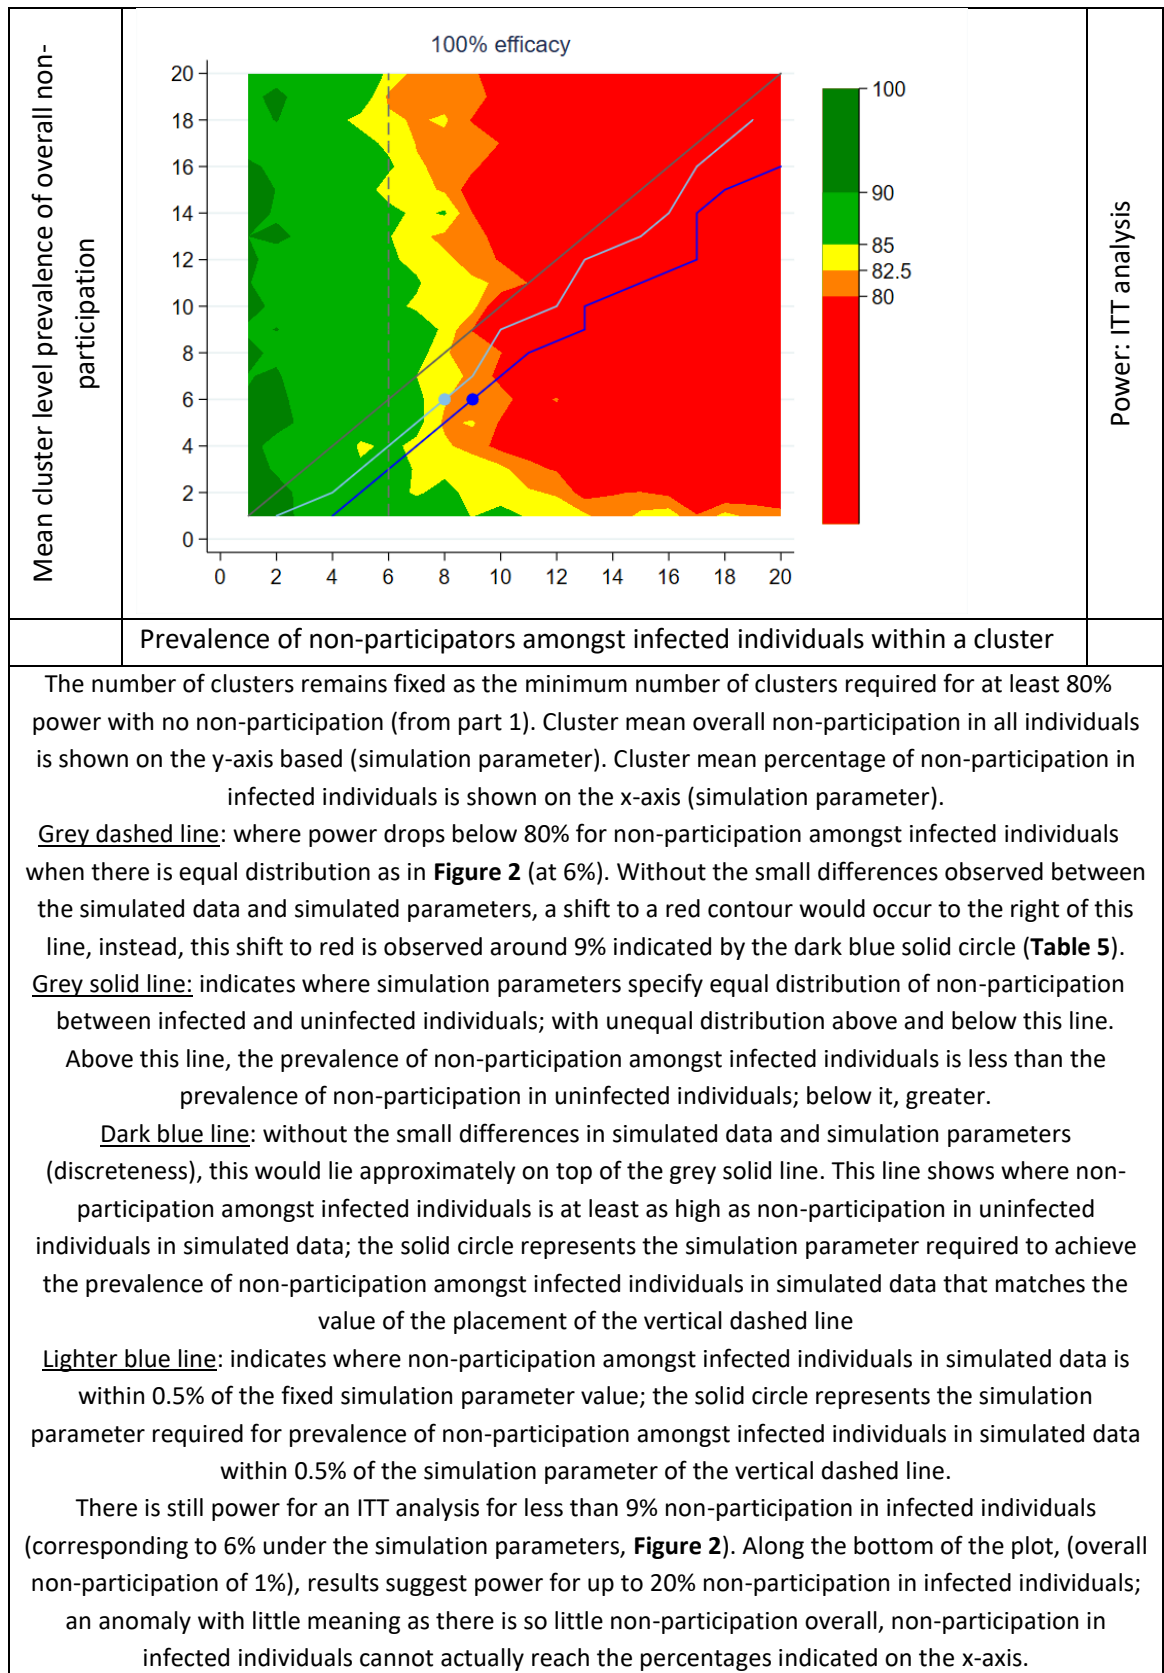 Mean cluster level prevalence of overall non-
participation
100% efficacy
20
18
16
14
12
10
8
6
4
2
0
0 2 4 6 8 10 12 14 16 18 20
100
90
85
82.5
80
Power: ITT analysis
Prevalence of non-participators amongst infected individuals within a cluster
The number of clusters remains fixed as the minimum number of clusters required for at least 80%
power with no non-participation (from part 1). Cluster mean overall non-participation in all individuals
is shown on the y-axis based (simulation parameter). Cluster mean percentage of non-participation in
infected individuals is shown on the x-axis (simulation parameter).
Grey dashed line: where power drops below 80% for non-participation amongst infected individuals
when there is equal distribution as in Figure 2 (at 6%). Without the small differences observed between
the simulated data and simulated parameters, a shift to a red contour would occur to the right of this
line, instead, this shift to red is observed around 9% indicated by the dark blue solid circle (Table 5).
Grey solid line: indicates where simulation parameters specify equal distribution of non-participation
between infected and uninfected individuals; with unequal distribution above and below this line.
Above this line, the prevalence of non-participation amongst infected individuals is less than the
prevalence of non-participation in uninfected individuals; below it, greater.
Dark blue line: without the small differences in simulated data and simulation parameters
(discreteness), this would lie approximately on top of the grey solid line. This line shows where non-
participation amongst infected individuals is at least as high as non-participation in uninfected
individuals in simulated data; the solid circle represents the simulation parameter required to achieve
the prevalence of non-participation amongst infected individuals in simulated data that matches the
value of the placement of the vertical dashed line
Lighter blue line: indicates where non-participation amongst infected individuals in simulated data is
within 0.5% of the fixed simulation parameter value; the solid circle represents the simulation
parameter required for prevalence of non-participation amongst infected individuals in simulated data
within 0.5% of the simulation parameter of the vertical dashed line.
There is still power for an ITT analysis for less than 9% non-participation in infected individuals
(corresponding to 6% under the simulation parameters, Figure 2). Along the bottom of the plot, (overall
non-participation of 1%), results suggest power for up to 20% non-participation in infected individuals;
an anomaly with little meaning as there is so little non-participation overall, non-participation in
infected individuals cannot actually reach the percentages indicated on the x-axis.